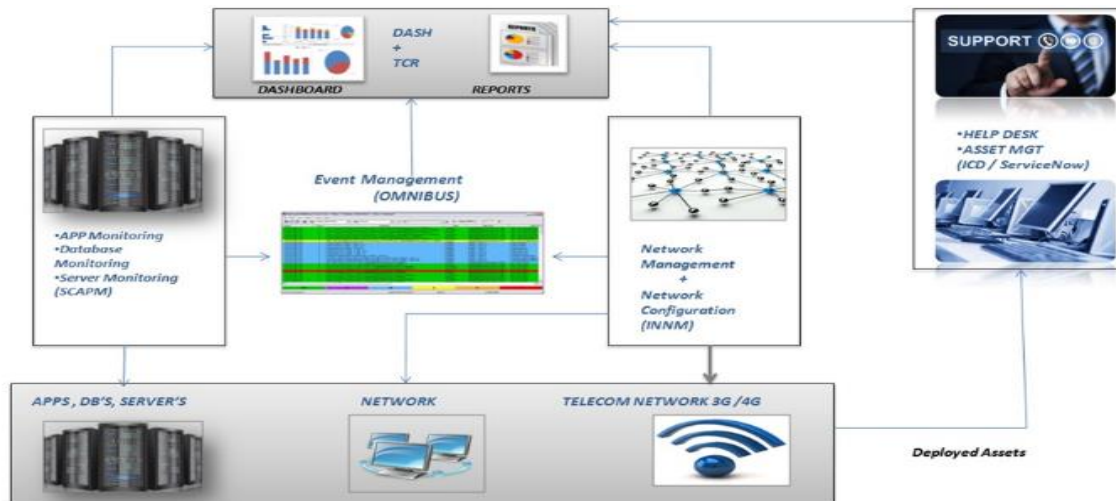 DASH
+
TCR
REPORTS
DASHBOARD
REPORTS
SUPPORT
•HELP DESK
•ASSET MGT
(ICD / ServiceNow)
Event Management
(OMNIBUS)
•APP Monitoring
•Database
Monitoring
•Server Monitoring
(SCAPM)
Network
Management
+
Network
Configuration
(INNM)
APPS , DB'S, SERVER'S
NETWORK
TELECOM NETWORK 3G /4G
Deployed Assets